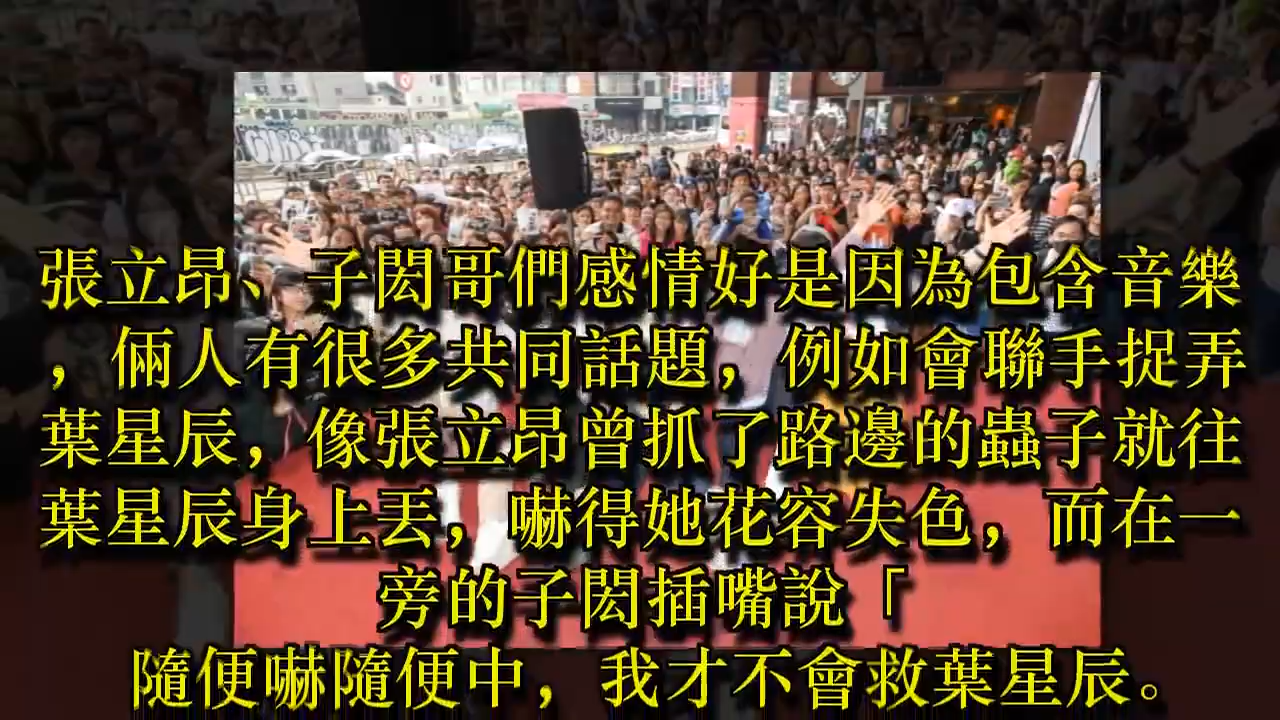 張立昂、子閎哥們感情好是因為包含音樂
，倆人有很多共同話題，例如會聯手捉弄
葉星辰，像張立昂曾抓了路邊的蟲子就往
葉星辰身上丟，嚇得她花容失色，而在一
旁的子閎插嘴說「
隨便嚇隨便中，我才不會救葉星辰。